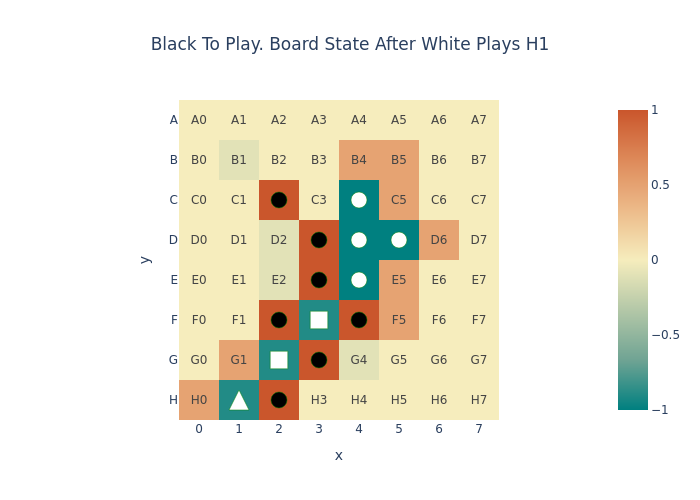 Black To Play. Board State After White Plays H1
A A0 A1 A2 A3 A4 A5 A6 A7
B B0 B1 B2 B3 B4 B5 B6 B7
C C0 C1 C3 C5 C6 C7
D D0 D1 D2 D6 D7
E E0 E1 E2 E5 E6 E7
F F0 F1 F5 F6 F7
G G0 G1 G4 G5 G6 G7
H H0 H3 H4 H5 H6 H7
0 1 2 3 4 5 6 7
x
y
1
0.5
0
−0.5
−1